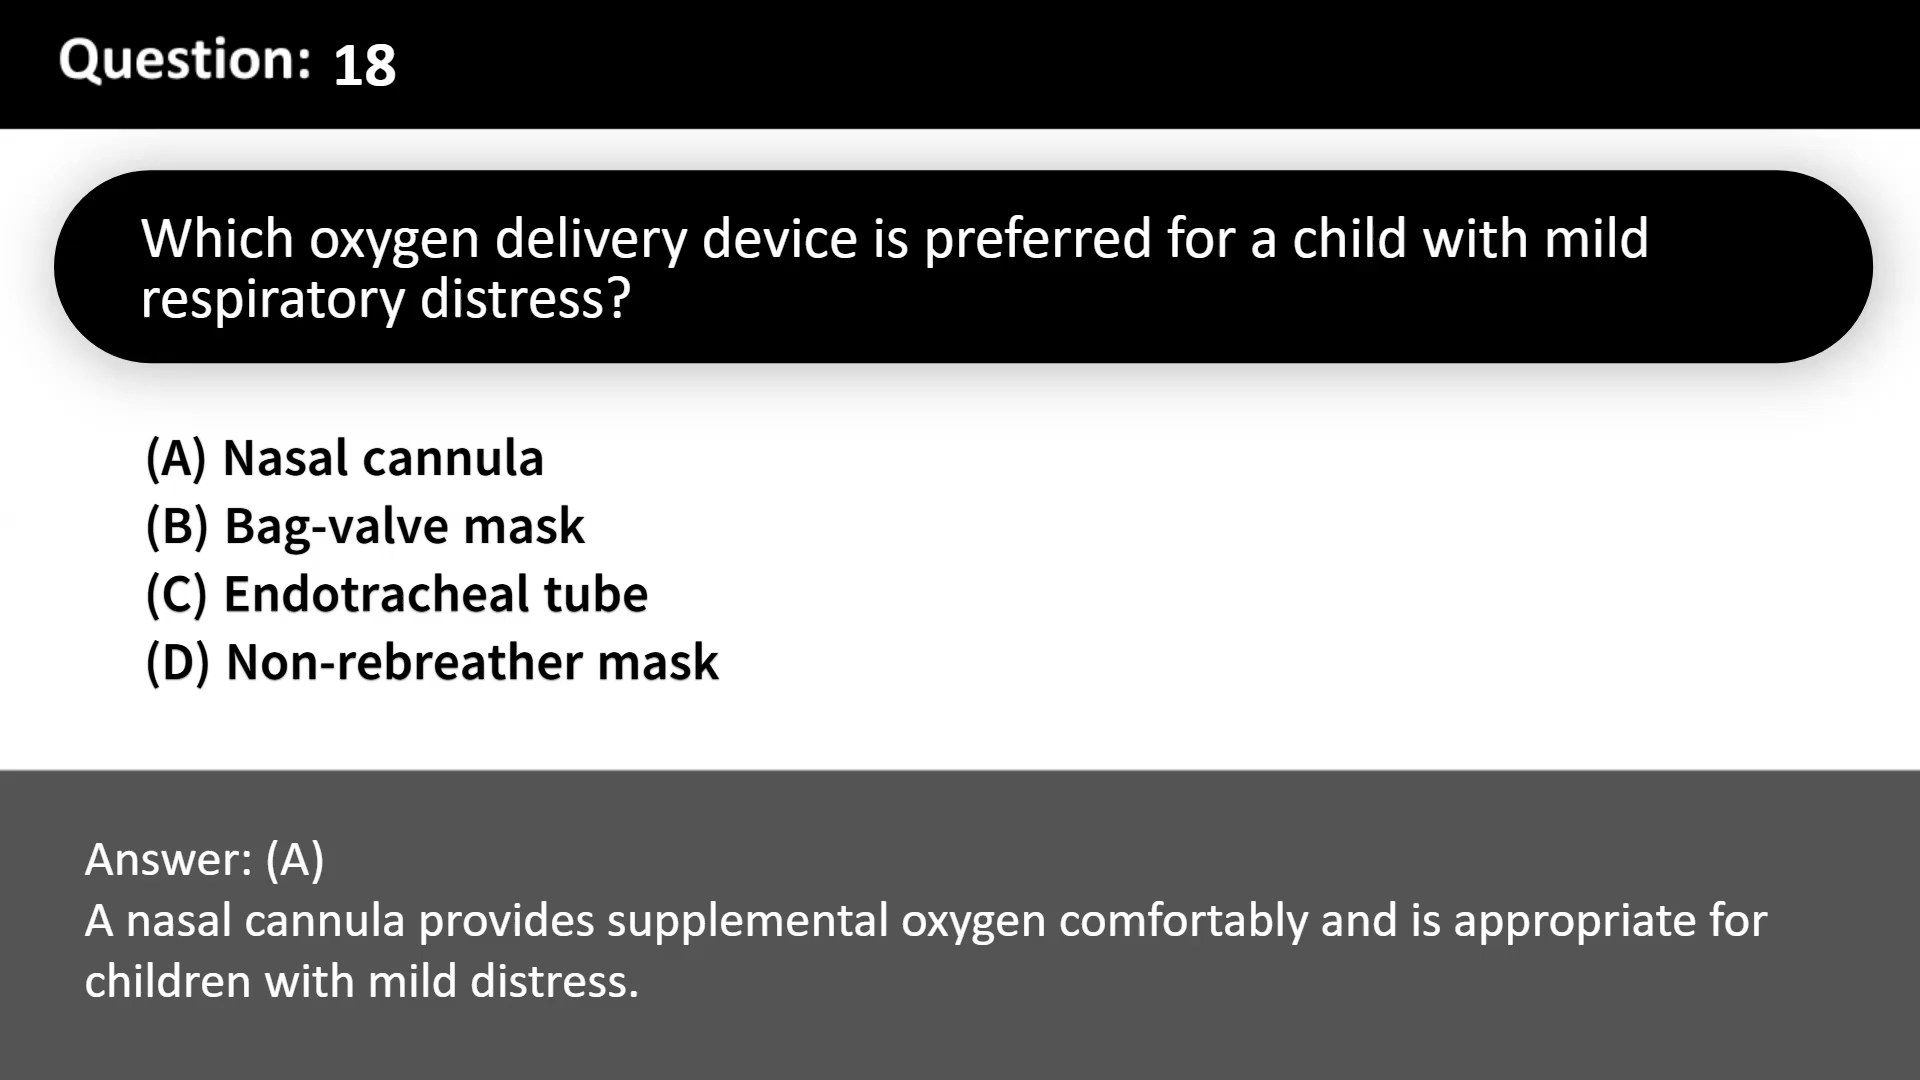 Question: 18
Which oxygen delivery device is preferred for a child with mild
respiratory distress?
(A) Nasal cannula
(B) Bag-valve mask
(C) Endotracheal tube
(D) Non-rebreather mask
Answer: (A)
A nasal cannula provides supplemental oxygen comfortably and is appropriate for
children with mild distress.